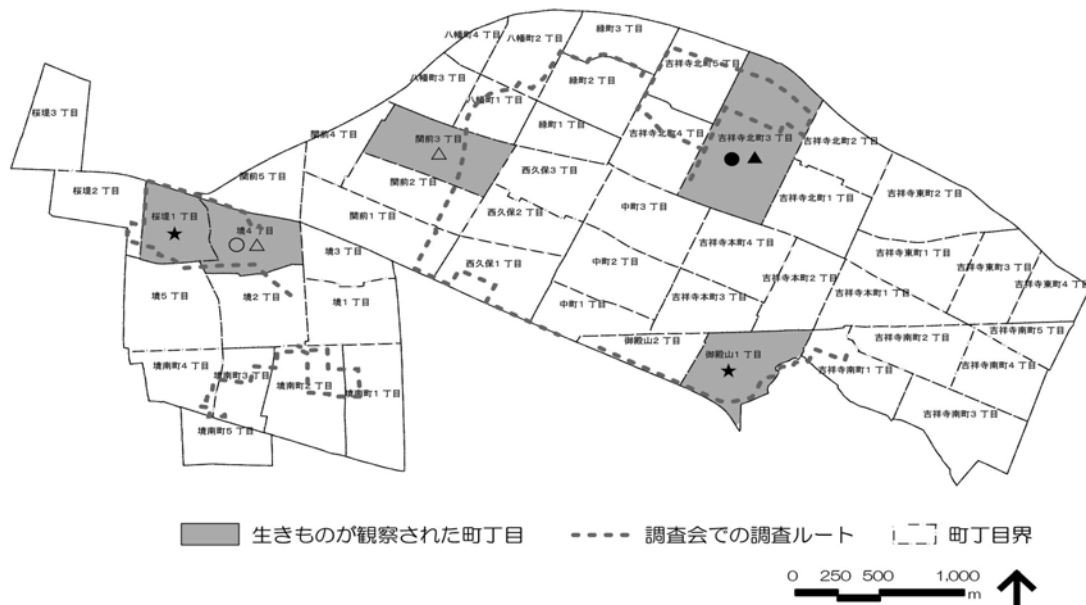 緑町3 丁目
八幡町4 丁目
八幡町2 丁目
吉祥寺北町5 丁目
八幡町3 丁目
緑町2 丁目
八幡町1 丁目
桜堤3 丁目
関前4 丁目
緑町1 丁目
吉祥寺北町4 丁目
吉祥寺北町3 丁目
吉祥寺北町2 丁目
関前3 丁目
西久保3 丁目
関前5 丁目
関前2 丁目
桜堤2 丁目
吉祥寺北町1 丁目
吉祥寺東町2 丁目
中町3 丁目
西久保2 丁目
関前1 丁目
桜堤1 丁目
境4 丁目
吉祥寺本町4 丁目
境3 丁目
吉祥寺東町1 丁目
西久保1 丁目
中町2 丁目
吉祥寺東町3 丁目
吉祥寺本町2 丁目
吉祥寺東町4 丁目
境5 丁目
境2 丁目
境1 丁目
吉祥寺本町3 丁目
吉祥寺本町1 丁目
中町1 丁目
吉祥寺南町5 丁目
御殿山2 丁目
吉祥寺南町2 丁目
御殿山1 丁目
境南町4 丁目
吉祥寺南町4 丁目
境南町3 丁目
吉祥寺南町1 丁目
境南町2 丁目
境南町1 丁目
吉祥寺南町3 丁目
境南町5 丁目
生きものが観察された町丁目
調査会での調査ルート
町丁目界
0 250 500 1,000
m